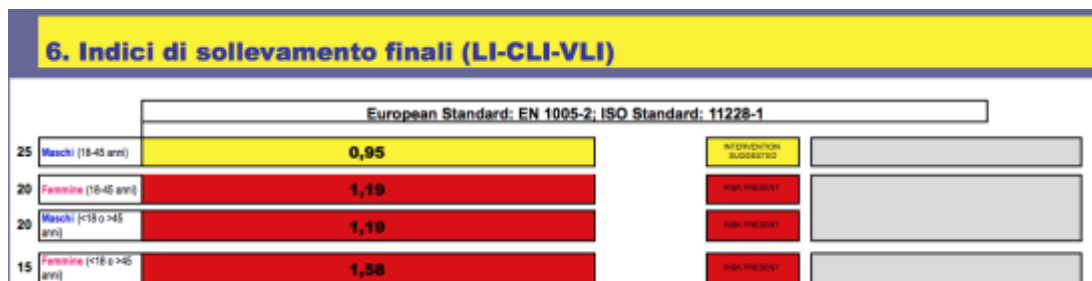 6. Indici di sollevamento finali (LI-CLI-VLI)
European Standard: EN 1005-2; ISO Standard: 11228-1
25 Maschi (18-45 anni) 0,95 INTERVENTION SUGGESTED
20 Femmine (18-45 anni) 1,19 RISK PRESENT
20 Maschi (<18 o >45 anni) 1,19 RISK PRESENT
15 Femmine (<18 o >45 anni) 1,58 RISK PRESENT